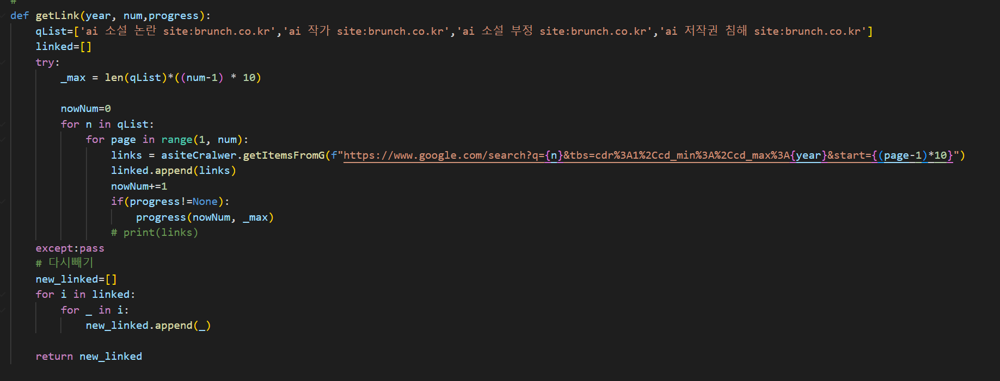 #
def getLink(year, num,progress):
    qList=['ai 소설 논란 site:brunch.co.kr','ai 작가 site:brunch.co.kr','ai 소설 부정 site:brunch.co.kr','ai 저작권 침해 site:brunch.co.kr']
    linked=[]
    try:
        _max = len(qList)*((num-1) * 10)
        nowNum=0
        for n in qList:
            for page in range(1, num):
                links = asiteCralwer.getItemsFromG(f"https://www.google.com/search?q={n}&tbs=cdr%3A1%2Ccd_min%3A%2Ccd_max%3A{year}&start={(page-1)*10}")
                linked.append(links)
                nowNum+=1
                if(progress!=None):
                    progress(nowNum, _max)
                # print(links)
    except:pass
    # 다시빼기
    new_linked=[]
    for i in linked:
        for _ in i:
            new_linked.append(_)
    return new_linked